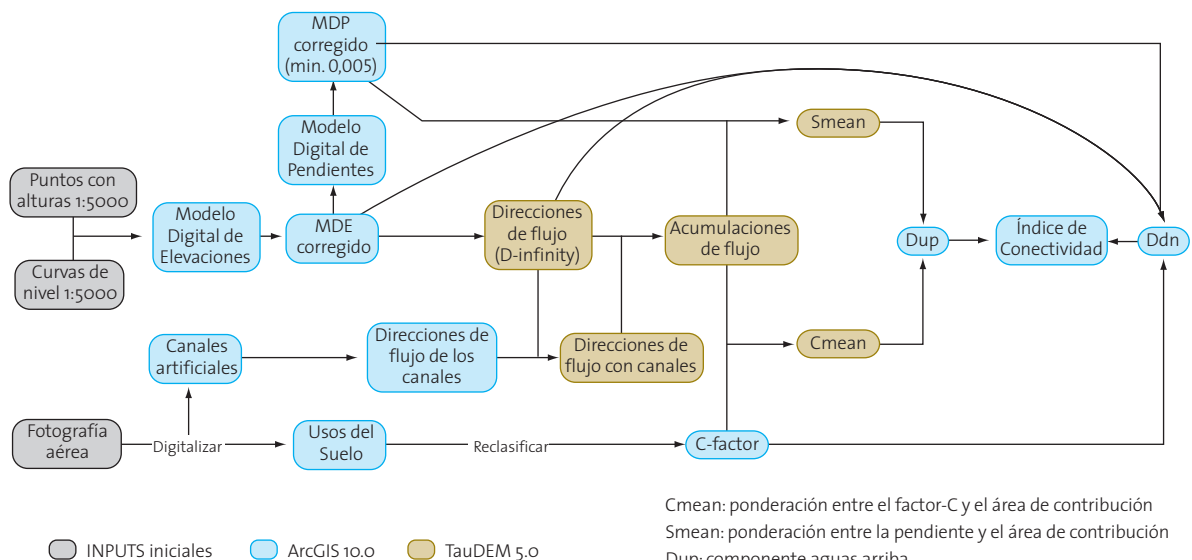 MDP
corregido
(min. 0,005)
Modelo
Digital de
Pendientes
Puntos con
alturas 1:5000
Curvas de
nivel 1:5000
Modelo
Digital de
Elevaciones
MDE
corregido
Direcciones
de flujo
(D-infinity)
Acumulaciones
de flujo
Smean
Dup
Índice de
Conectividad
Ddn
Cmean
Canales
artificiales
Direcciones de
flujo de los
canales
Direcciones de
flujo con canales
Fotografía
aérea
Digitalizar
Usos del
Suelo
Reclasificar
C-factor
Cmean: ponderación entre el factor-C y el área de contribución
Smean: ponderación entre la pendiente y el área de contribución
Dup: componente aguas arriba
INPUTS iniciales
ArcGIS 10.0
TauDEM 5.0